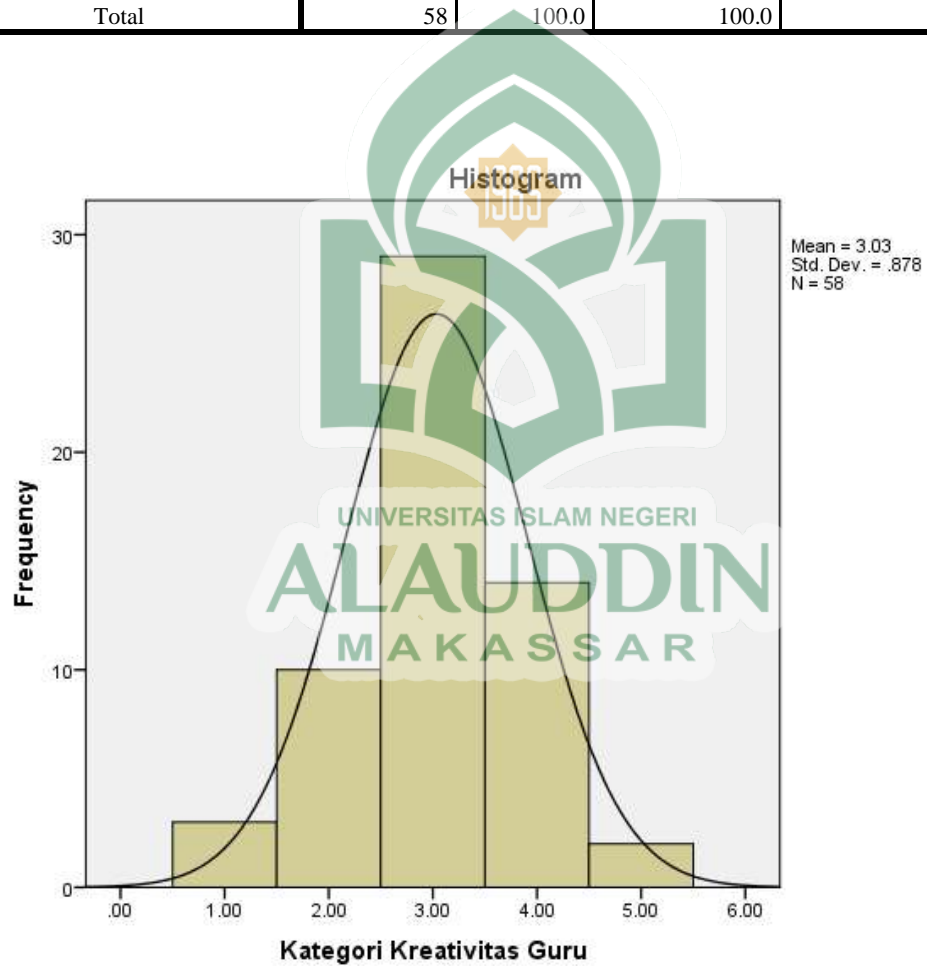 Total 58 100.0 100.0
Histogram
1965
Mean = 3.03
Std. Dev. = .878
N = 58
30
20
10
0
Frequency
UNIVERSITAS ISLAM NEGERI
ALAUDDIN
MAKASSAR
.00 1.00 2.00 3.00 4.00 5.00 6.00
Kategori Kreativitas Guru